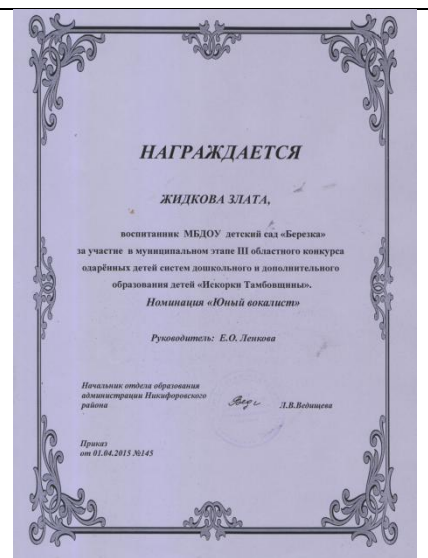 НАГРАЖДАЕТСЯ
ЖИДКОВА ЗЛАТА,
воспитанник МБДОУ детский сад «Березка»
за участие в муниципальном этапе III областного конкурса
одарённых детей систем дошкольного и дополнительного
образования детей «Искорки Тамбовщины».
Номинация «Юный вокалист»
Руководитель: Е.О. Ленкова
Начальник отдела образования
администрации Никифоровского
района
Л.В.Ведищева
Приказ
от 01.04.2015 №145